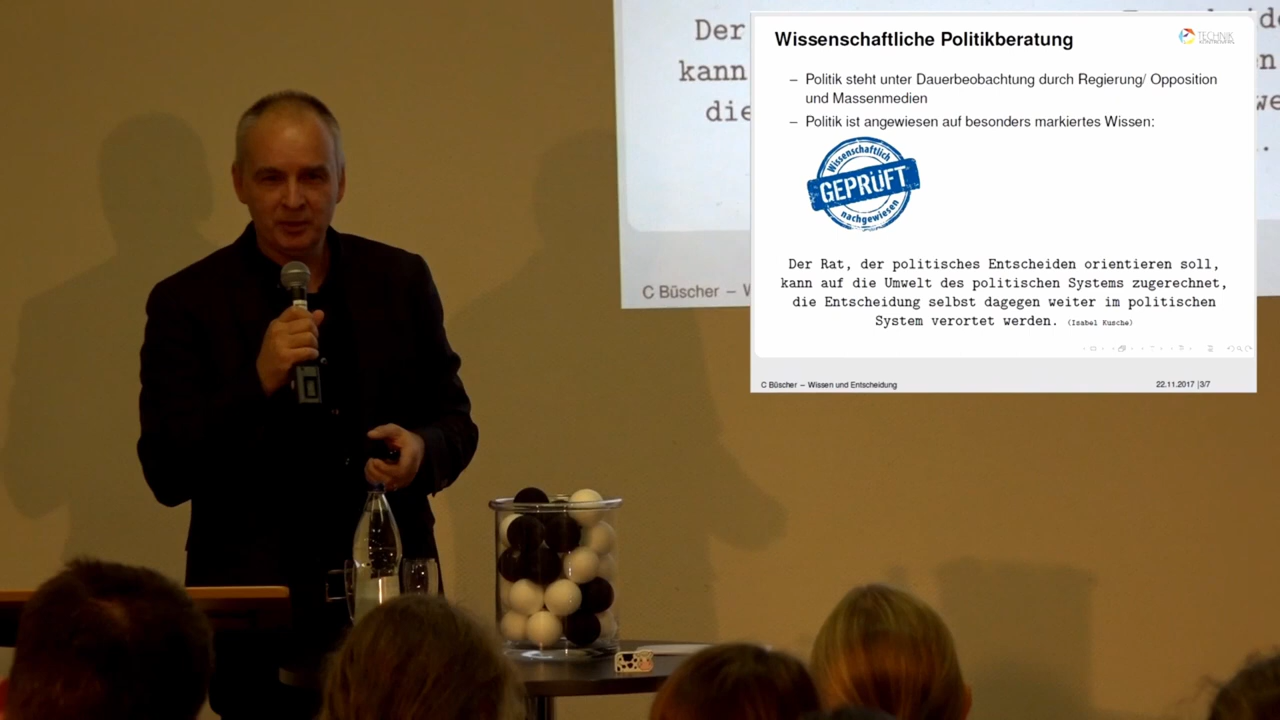 Der
kann
die
C Büscher – W
Wissenschaftliche Politikberatung
TECHNIK
KONTROVERS
– Politik steht unter Dauerbeobachtung durch Regierung/ Opposition
und Massenmedien
– Politik ist angewiesen auf besonders markiertes Wissen:
Wissenschaftlich
GEPRÜFT
nachgewiesen
Der Rat, der politisches Entscheiden orientieren soll,
kann auf die Umwelt des politischen Systems zugerechnet,
die Entscheidung selbst dagegen weiter im politischen
System verortet werden. (Isabel Kusche)
C Büscher – Wissen und Entscheidung
22.11.2017 | 3/7